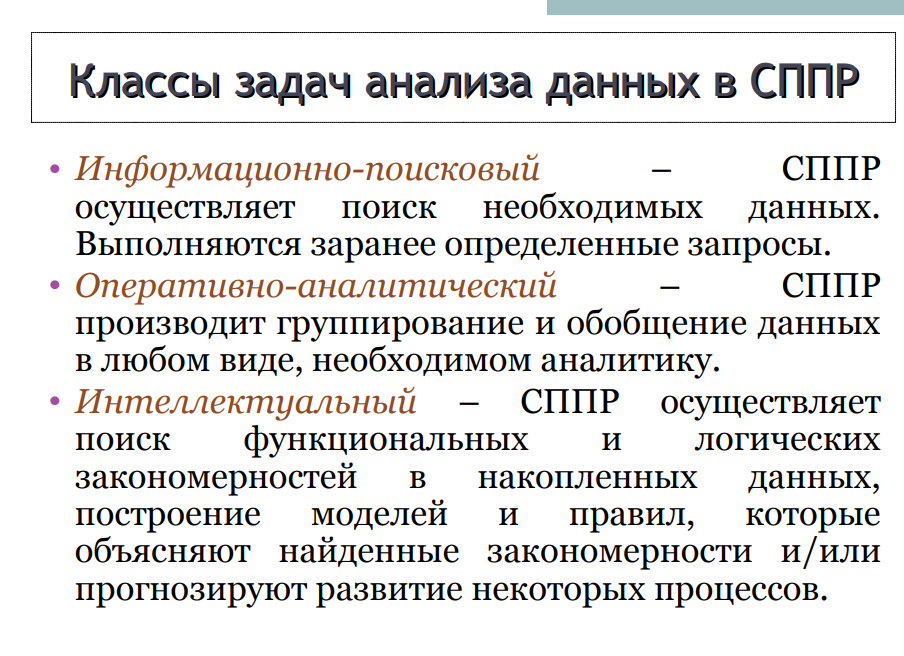 Классы задач анализа данных в СППР
• Информационно-поисковый – СППР
осуществляет поиск необходимых данных.
Выполняются заранее определенные запросы.
• Оперативно-аналитический – СППР
производит группирование и обобщение данных
в любом виде, необходимом аналитику.
• Интеллектуальный – СППР осуществляет
поиск функциональных и логических
закономерностей в накопленных данных,
построение моделей и правил, которые
объясняют найденные закономерности и/или
прогнозируют развитие некоторых процессов.